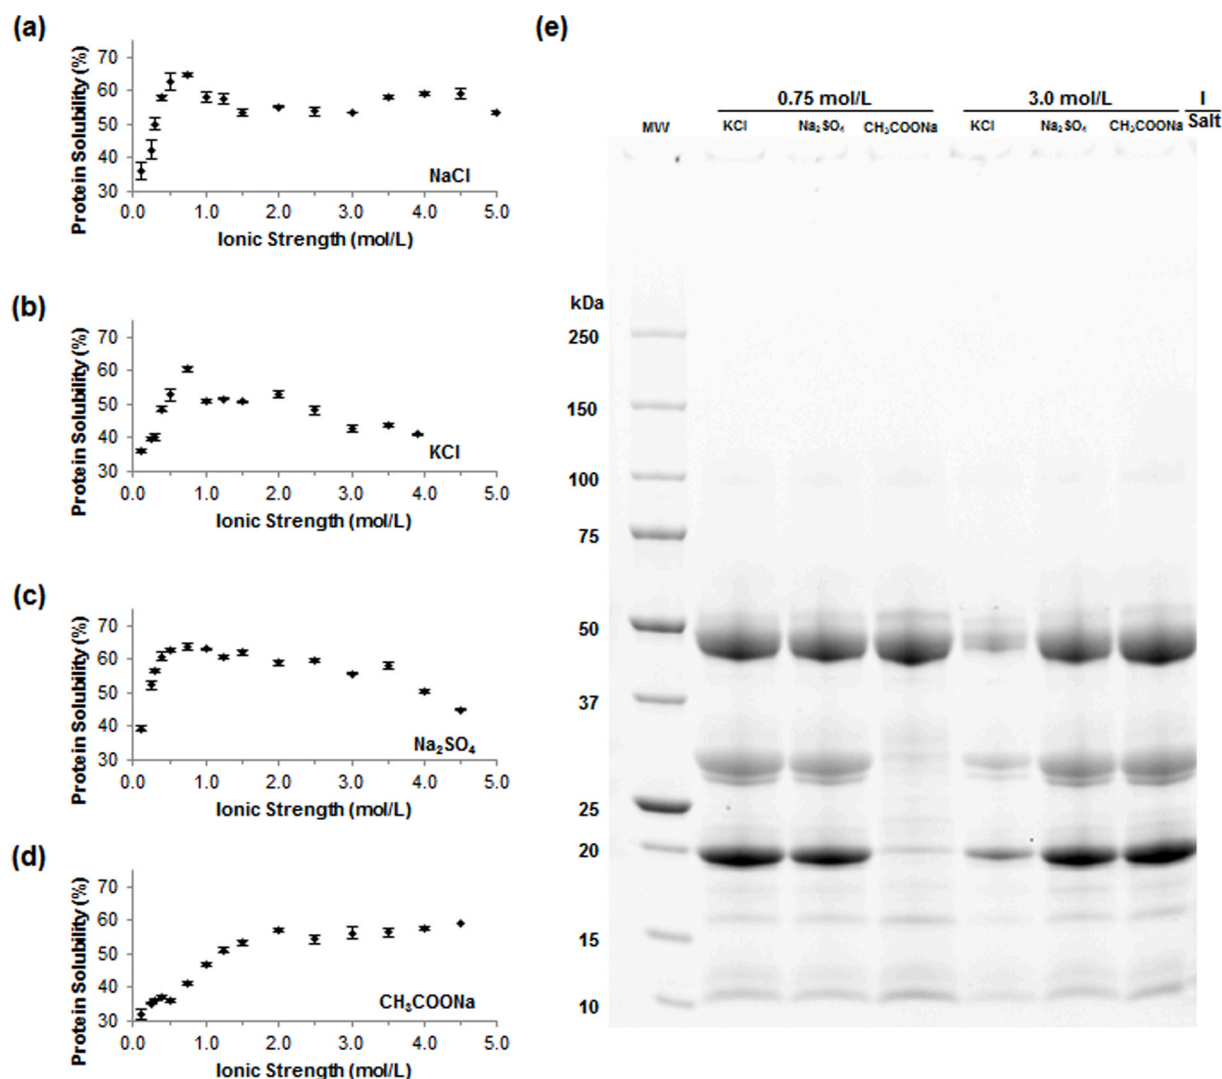 (a)
Protein Solubility (%)
70
60
50
40
30
0.0 1.0 2.0 3.0 4.0 5.0
NaCl
Ionic Strength (mol/L)
(b)
Protein Solubility (%)
70
60
50
40
30
0.0 1.0 2.0 3.0 4.0 5.0
KCl
Ionic Strength (mol/L)
(c)
Protein Solubility (%)
70
60
50
40
30
0.0 1.0 2.0 3.0 4.0 5.0
Na₂SO₄
Ionic Strength (mol/L)
(d)
Protein Solubility (%)
70
60
50
40
30
0.0 1.0 2.0 3.0 4.0 5.0
CH₃COONa
Ionic Strength (mol/L)
(e)
0.75 mol/L 3.0 mol/L I
MW KCl Na₂SO₄ CH₃COONa KCl Na₂SO₄ CH₃COONa Salt
kDa
250
150
100
75
50
37
25
20
15
10